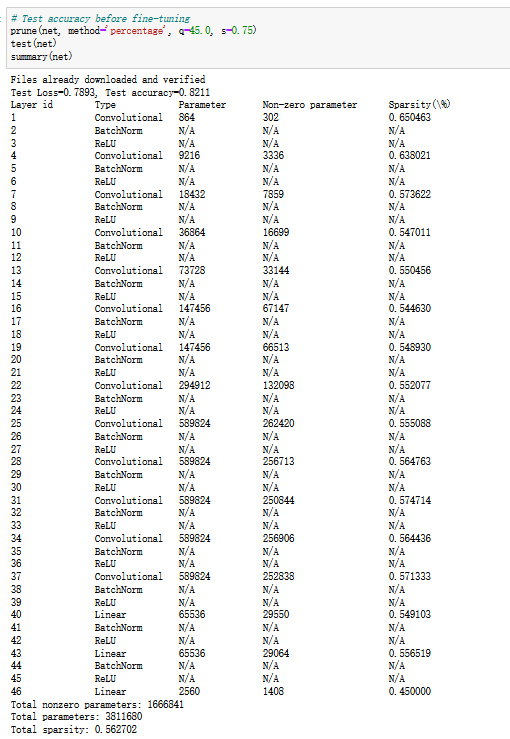 # Test accuracy before fine-tuning
prune(net, method='percentage', q=45.0, s=0.75)
test(net)
summary(net)
Files already downloaded and verified
Test Loss=0.7893, Test accuracy=0.8211
Layer id Type Parameter Non-zero parameter Sparsity(\%)
1 Convolutional 864 302 0.650463
2 BatchNorm N/A N/A N/A
3 ReLU N/A N/A N/A
4 Convolutional 9216 3336 0.638021
5 BatchNorm N/A N/A N/A
6 ReLU N/A N/A N/A
7 Convolutional 18432 7859 0.573622
8 BatchNorm N/A N/A N/A
9 ReLU N/A N/A N/A
10 Convolutional 36864 16699 0.547011
11 BatchNorm N/A N/A N/A
12 ReLU N/A N/A N/A
13 Convolutional 73728 33144 0.550456
14 BatchNorm N/A N/A N/A
15 ReLU N/A N/A N/A
16 Convolutional 147456 67147 0.544630
17 BatchNorm N/A N/A N/A
18 ReLU N/A N/A N/A
19 Convolutional 147456 66513 0.548930
20 BatchNorm N/A N/A N/A
21 ReLU N/A N/A N/A
22 Convolutional 294912 132098 0.552077
23 BatchNorm N/A N/A N/A
24 ReLU N/A N/A N/A
25 Convolutional 589824 262420 0.555088
26 BatchNorm N/A N/A N/A
27 ReLU N/A N/A N/A
28 Convolutional 589824 256713 0.564763
29 BatchNorm N/A N/A N/A
30 ReLU N/A N/A N/A
31 Convolutional 589824 250844 0.574714
32 BatchNorm N/A N/A N/A
33 ReLU N/A N/A N/A
34 Convolutional 589824 256906 0.564436
35 BatchNorm N/A N/A N/A
36 ReLU N/A N/A N/A
37 Convolutional 589824 252838 0.571333
38 BatchNorm N/A N/A N/A
39 ReLU N/A N/A N/A
40 Linear 65536 29550 0.549103
41 BatchNorm N/A N/A N/A
42 ReLU N/A N/A N/A
43 Linear 65536 29064 0.556519
44 BatchNorm N/A N/A N/A
45 ReLU N/A N/A N/A
46 Linear 2560 1408 0.450000
Total nonzero parameters: 1666841
Total parameters: 3811680
Total sparsity: 0.562702